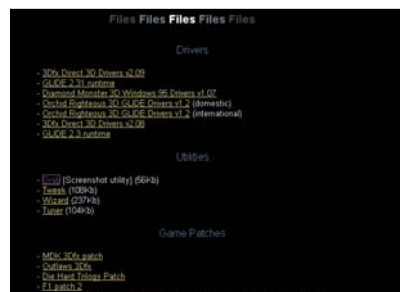 Files Files Files Files Files
Drivers
- 3Dfx Direct 3D Drivers v2.09
- GLIDE 2.31 runtime
- Diamond Monster 3D Windows 95 Drivers v1.07
- Orchid Righteous 3D GLIDE Drivers v1.2 (domestic)
- Orchid Righteous 3D GLIDE Drivers v1.2 (international)
- 3Dfx Direct 3D Drivers v2.08
- GLIDE 2.3 runtime
Utilities
- [Screenshot utility] (56Kb)
- Tweek (108Kb)
- Wizard (237Kb)
- Tuner (104Kb)
Game Patches
- MDK 3Dfx patch
- Outlaws 3Dfx
- Die Hard Trilogy Patch
- F1 patch 2